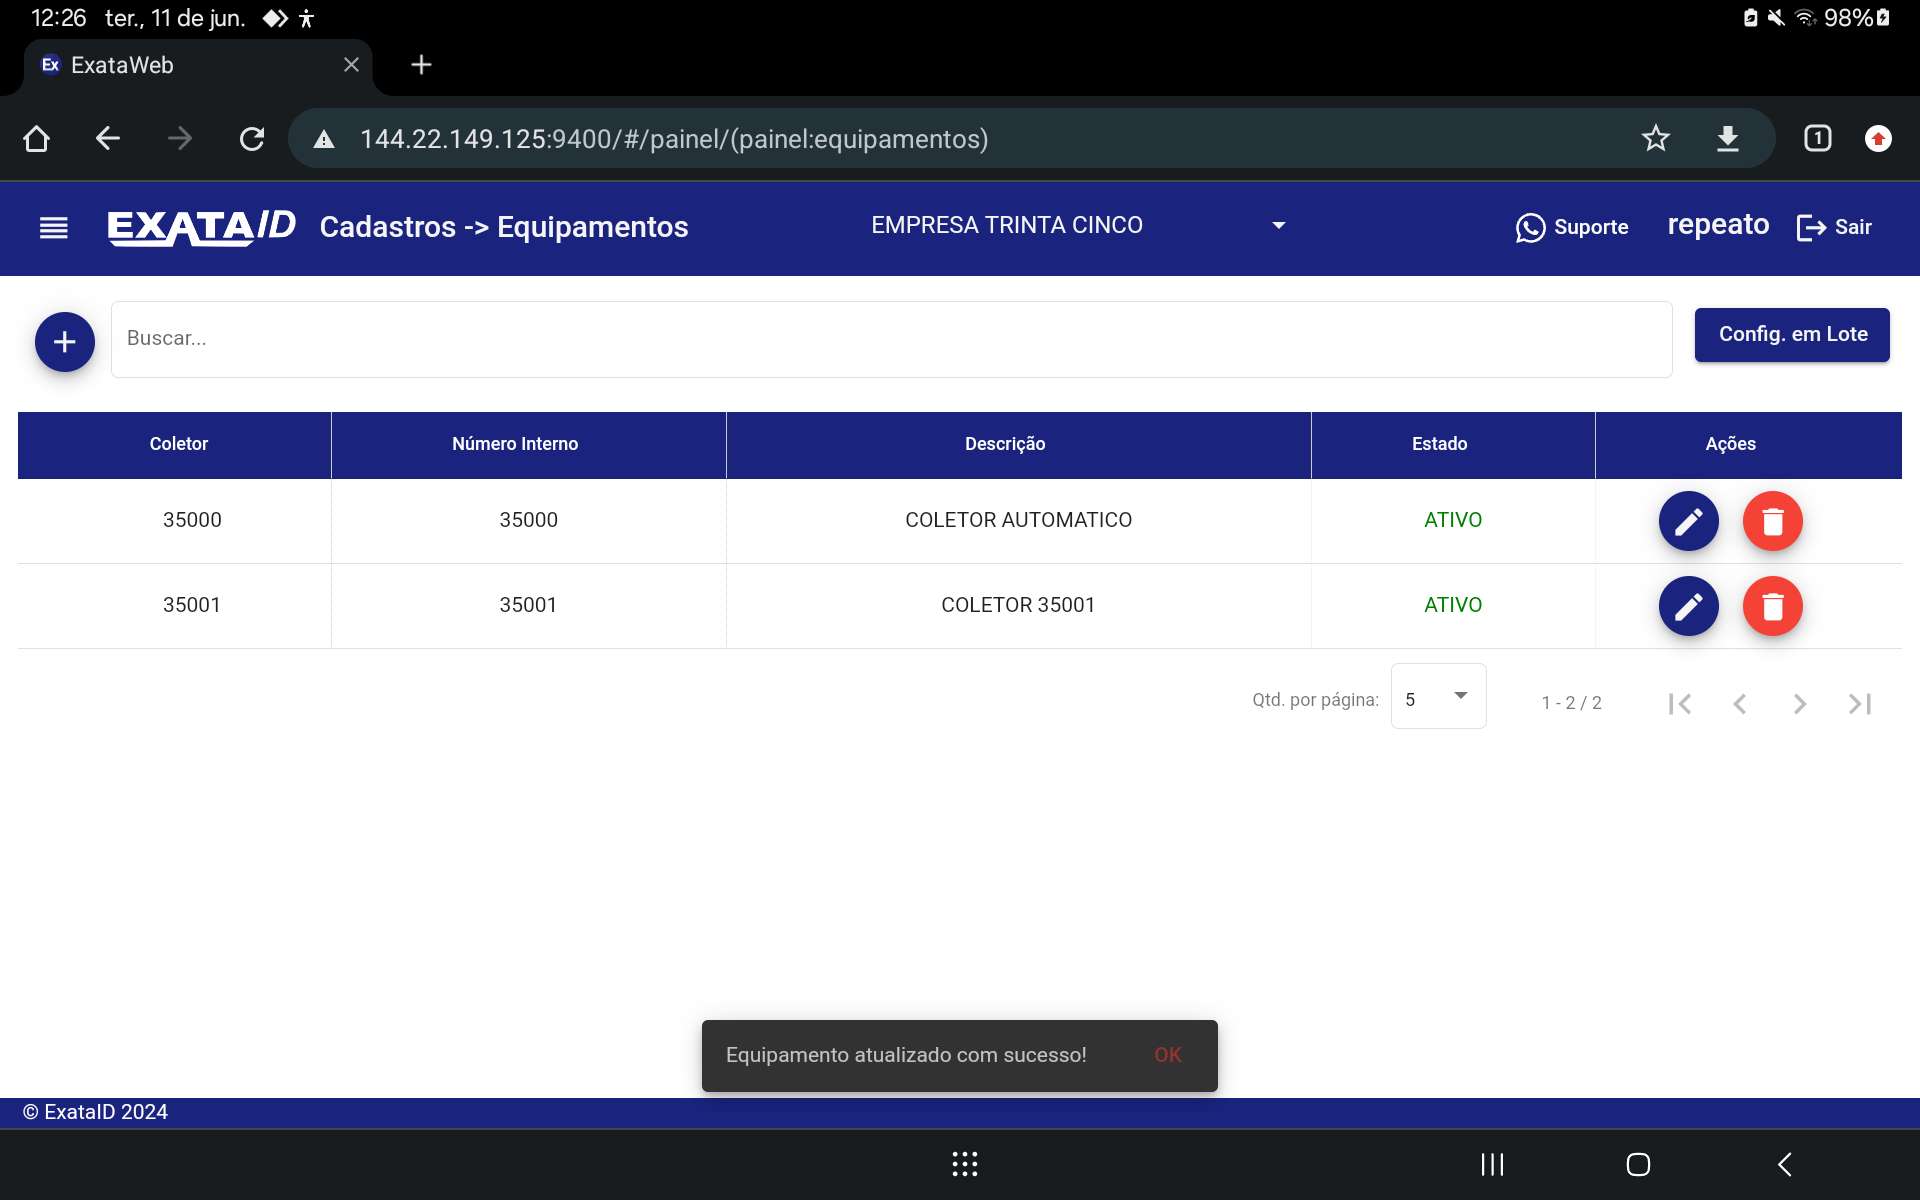 12:26 ter., 11 de jun. 98%
Ex ExataWeb
144.22.149.125:9400/#/painel/(painel:equipamentos) 1
EXATAID Cadastros -> Equipamentos EMPRESA TRINTA CINCO Suporte repeato Sair
Buscar... Config. em Lote
Coletor Número Interno Descrição Estado Ações
35000 35000 COLETOR AUTOMATICO ATIVO
35001 35001 COLETOR 35001 ATIVO
Qtd. por página: 5 1 - 2 / 2
Equipamento atualizado com sucesso! OK
© ExataID 2024